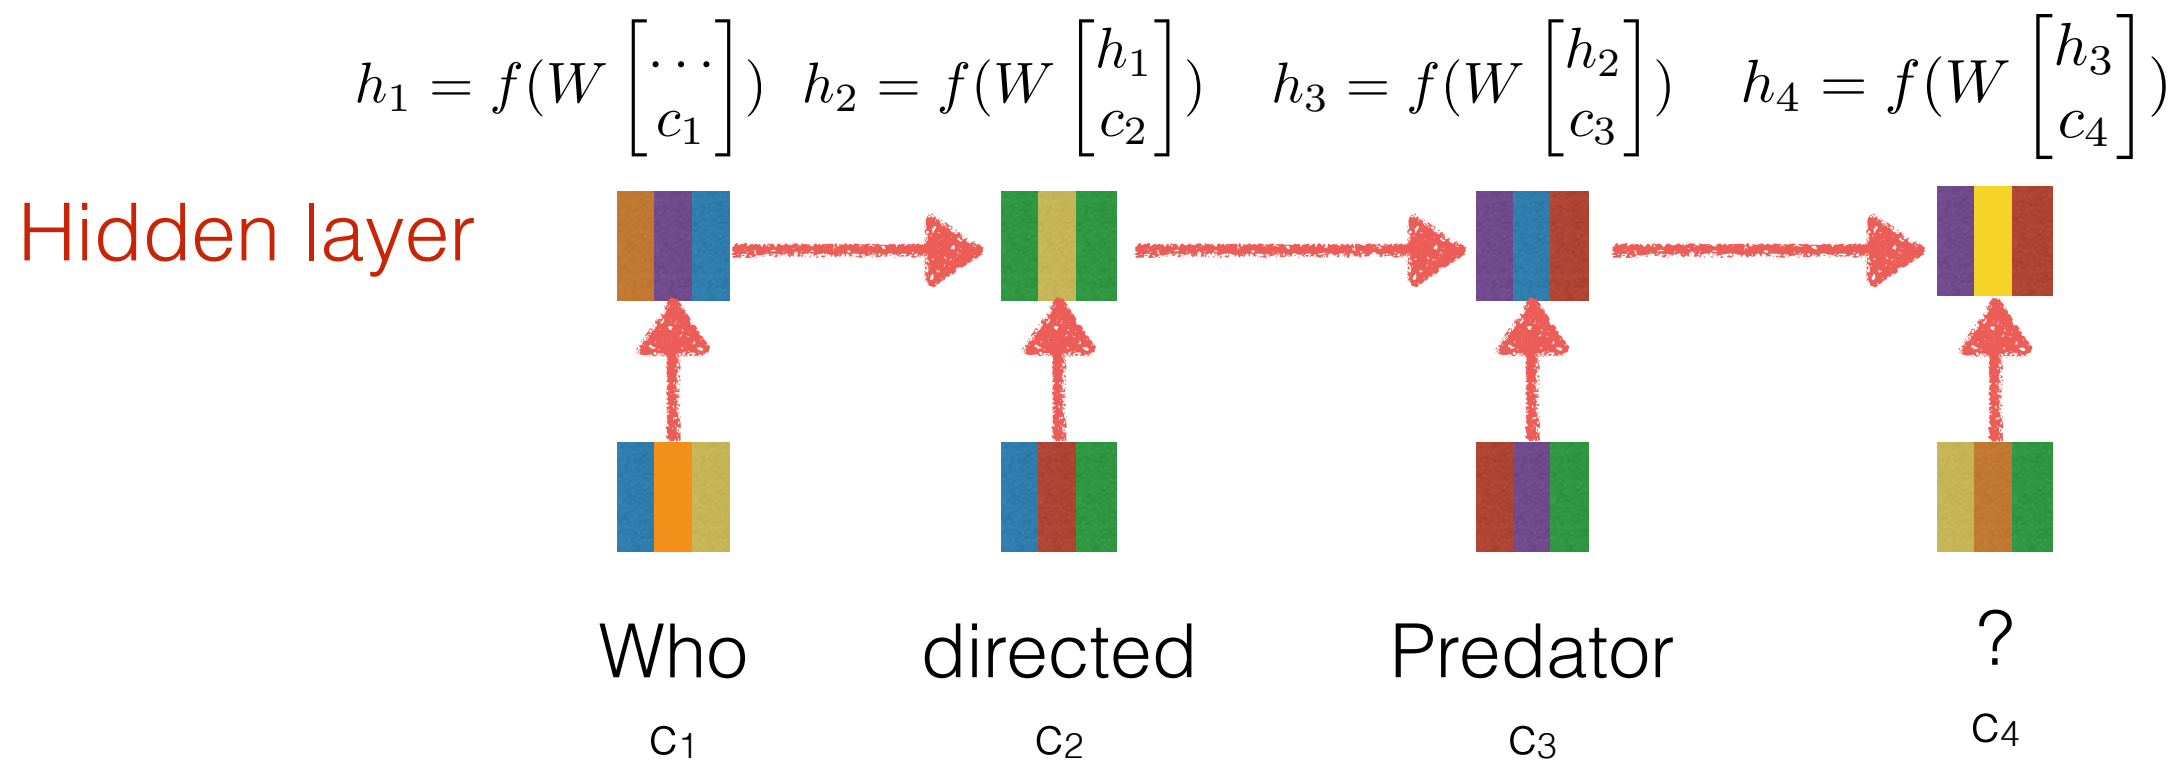 h₁ = f(W [⋯ c₁]) h₂ = f(W [h₁ c₂]) h₃ = f(W [h₂ c₃]) h₄ = f(W [h₃ c₄])
Hidden layer
Who directed Predator ?
c₁ c₂ c₃ c₄